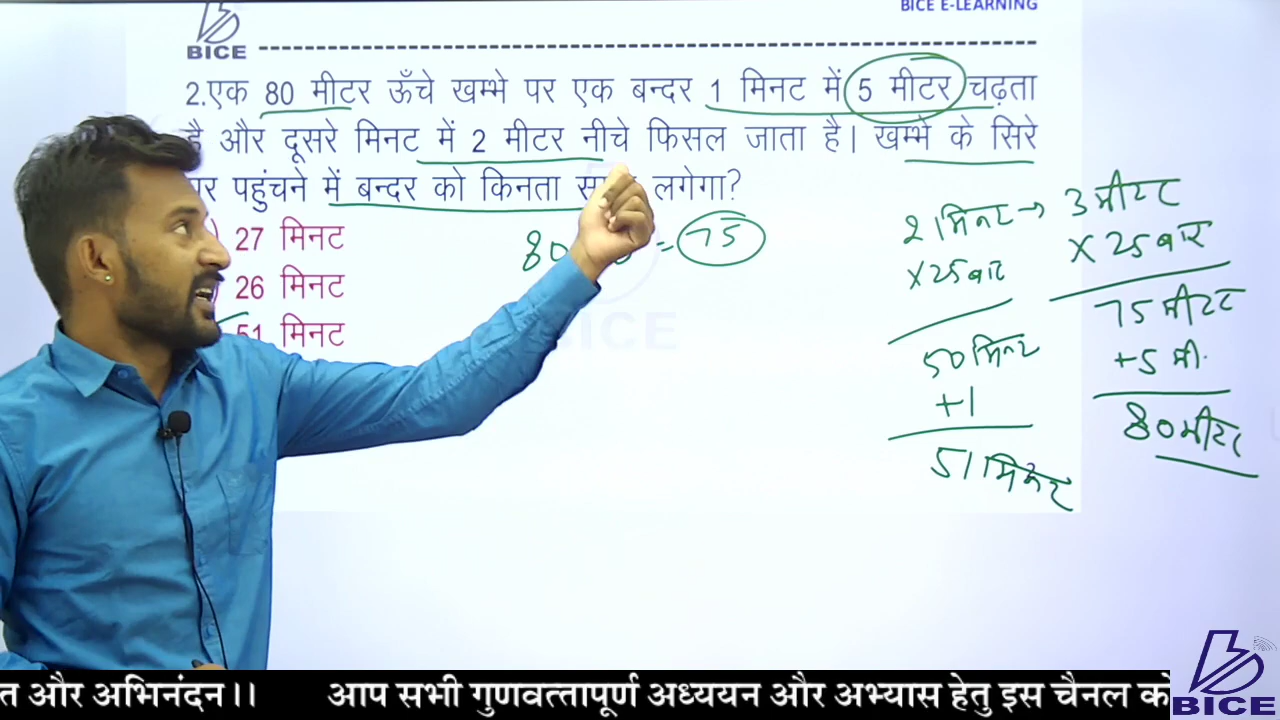 BICE E-LEARNING
BICE
2.एक 80 मीटर ऊँचे खम्भे पर एक बन्दर 1 मिनट में 5 मीटर चढ़ता
है और दूसरे मिनट में 2 मीटर नीचे फिसल जाता है। खम्भे के सिरे
पर पहुंचने में बन्दर को किनता लगेगा?
27 मिनट
26 मिनट
51 मिनट
80 = 75
2 मिनट → 3 मीटर
×25 बार ×25 बार
50 मिनट 75 मीटर
+1 +5 मी.
51 मिनट 80 मीटर
BICE
त और अभिनंदन।। आप सभी गुणवत्तापूर्ण अध्ययन और अभ्यास हेतु इस चैनल को
BICE